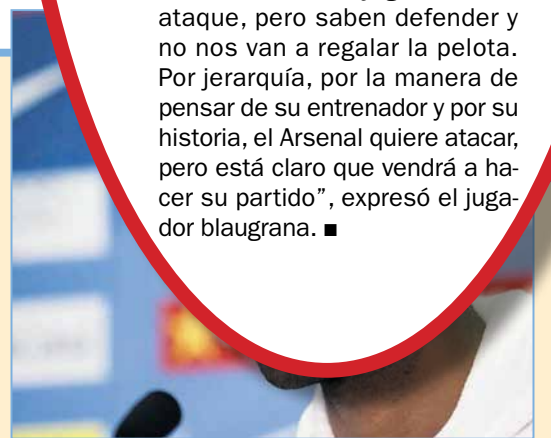 ataque, pero saben defender y
no nos van a regalar la pelota.
Por jerarquía, por la manera de
pensar de su entrenador y por su
historia, el Arsenal quiere atacar,
pero está claro que vendrá a ha-
cer su partido”, expresó el juga-
dor blaugrana. ■